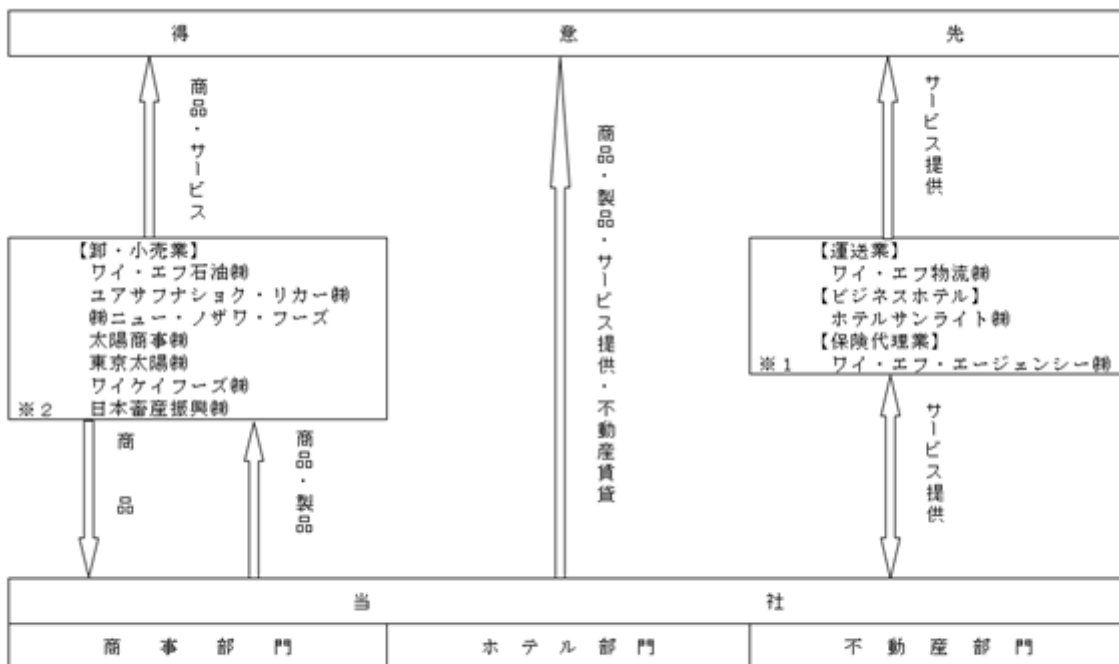 得意先
商品・サービス
商品・製品・サービス提供・不動産賃貸
サービス提供
【卸・小売業】
ワイ・エフ石油㈱
ユアサフナショク・リカー㈱
㈱ニュー・ノザワ・フーズ
太陽商事㈱
東京太陽㈱
ワイケイフーズ㈱
※2 日本畜産振興㈱
【運送業】
ワイ・エフ物流㈱
【ビジネスホテル】
ホテルサンライト㈱
【保険代理業】
※1 ワイ・エフ・エージェンシー㈱
商品
商品・製品
サービス提供
当社
商事部門
ホテル部門
不動産部門